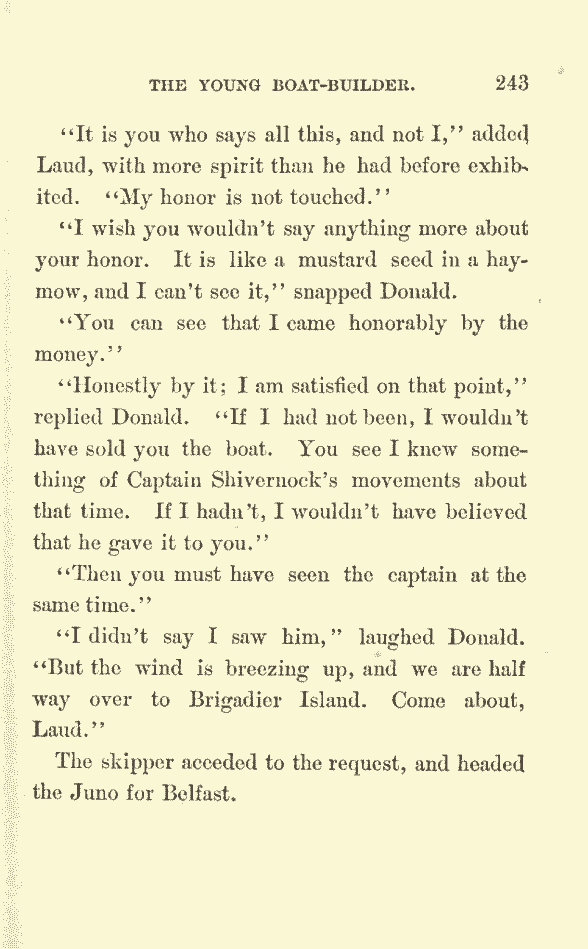 THE YOUNG BOAT-BUILDER. 243
"It is you who says all this, and not I," added
Laud, with more spirit than he had before exhib-
ited. "My honor is not touched."
"I wish you wouldn't say anything more about
your honor. It is like a mustard seed in a hay-
mow, and I can't see it," snapped Donald.
"You can see that I came honorably by the
money."
"Honestly by it; I am satisfied on that point,"
replied Donald. "If I had not been, I wouldn't
have sold you the boat. You see I knew some-
thing of Captain Shivernock's movements about
that time. If I hadn't, I wouldn't have believed
that he gave it to you."
"Then you must have seen the captain at the
same time."
"I didn't say I saw him," laughed Donald.
"But the wind is breezing up, and we are half
way over to Brigadier Island. Come about,
Laud."
The skipper acceded to the request, and headed
the Juno for Belfast.